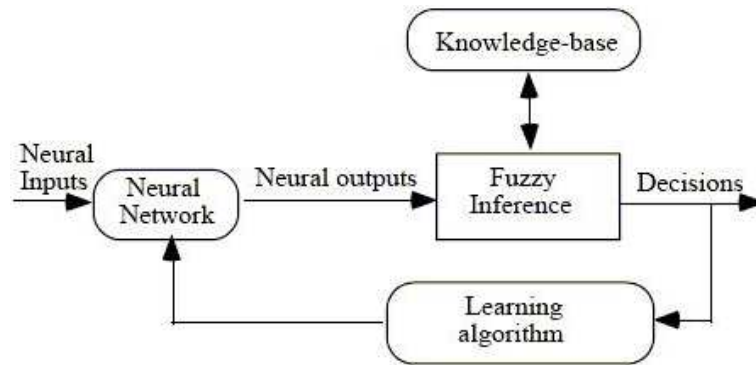 Knowledge-base
Neural
Inputs
Neural
Network
Neural outputs
Fuzzy
Inference
Decisions
Learning
algorithm